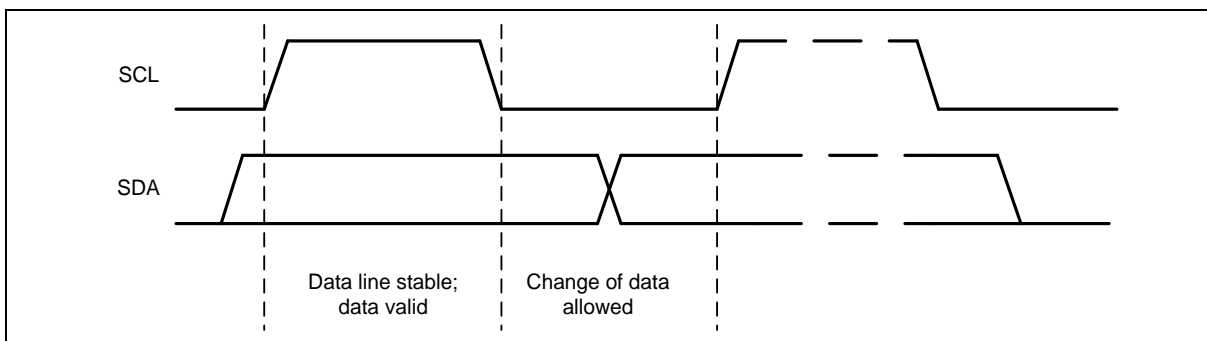 SCL
SDA
Data line stable;
data valid
Change of data
allowed